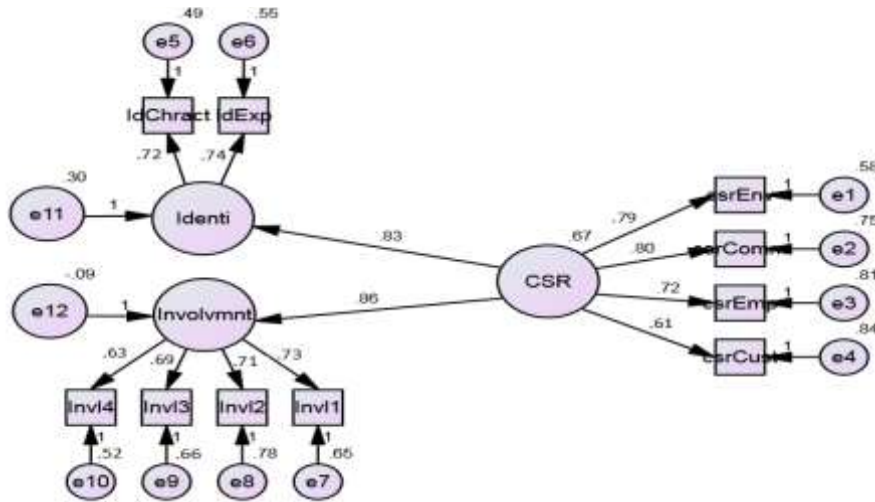 .49 .55
e5 e6
1 1
IdChract IdExp
.72 .74
.30
e11 1 Identi
.83
.58
1 e1
.79
.75
.67 .80 1 e2
CSR
.81
.72 1 e3
.61
.84
1 e4
-.09
e12 1 Involvmnt
.86
.63 .69 .71 .73
Invl4 Invl3 Invl2 Invl1
1 1 1 1
.52 .66 .78 .65
e10 e9 e8 e7